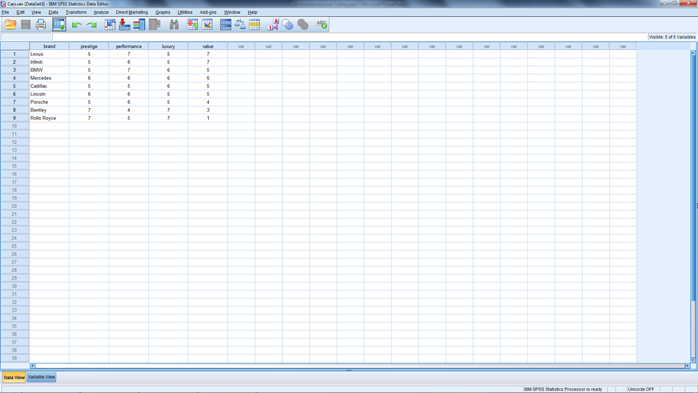 Cars.sav [DataSet3] - IBM SPSS Statistics Data Editor
File Edit View Data Transform Analyze Direct Marketing Graphs Utilities Add-ons Window Help
Visible: 5 of 5 Variables
brand prestige performance luxury value var var var var var var var var var var var var var var var
1 Lexus 5 7 5 7
2 Infiniti 5 6 5 7
3 BMW 5 7 6 5
4 Mercedes 6 6 6 6
5 Cadillac 5 5 6 5
6 Lincoln 6 6 5 5
7 Porsche 5 6 5 4
8 Bentley 7 4 7 3
9 Rolls Royce 7 5 7 1
10
11
12
13
14
15
16
17
18
19
20
21
22
23
24
25
26
27
28
29
30
31
32
33
34
35
36
37
38
39
Data View Variable View
IBM SPSS Statistics Processor is ready Unicode:OFF